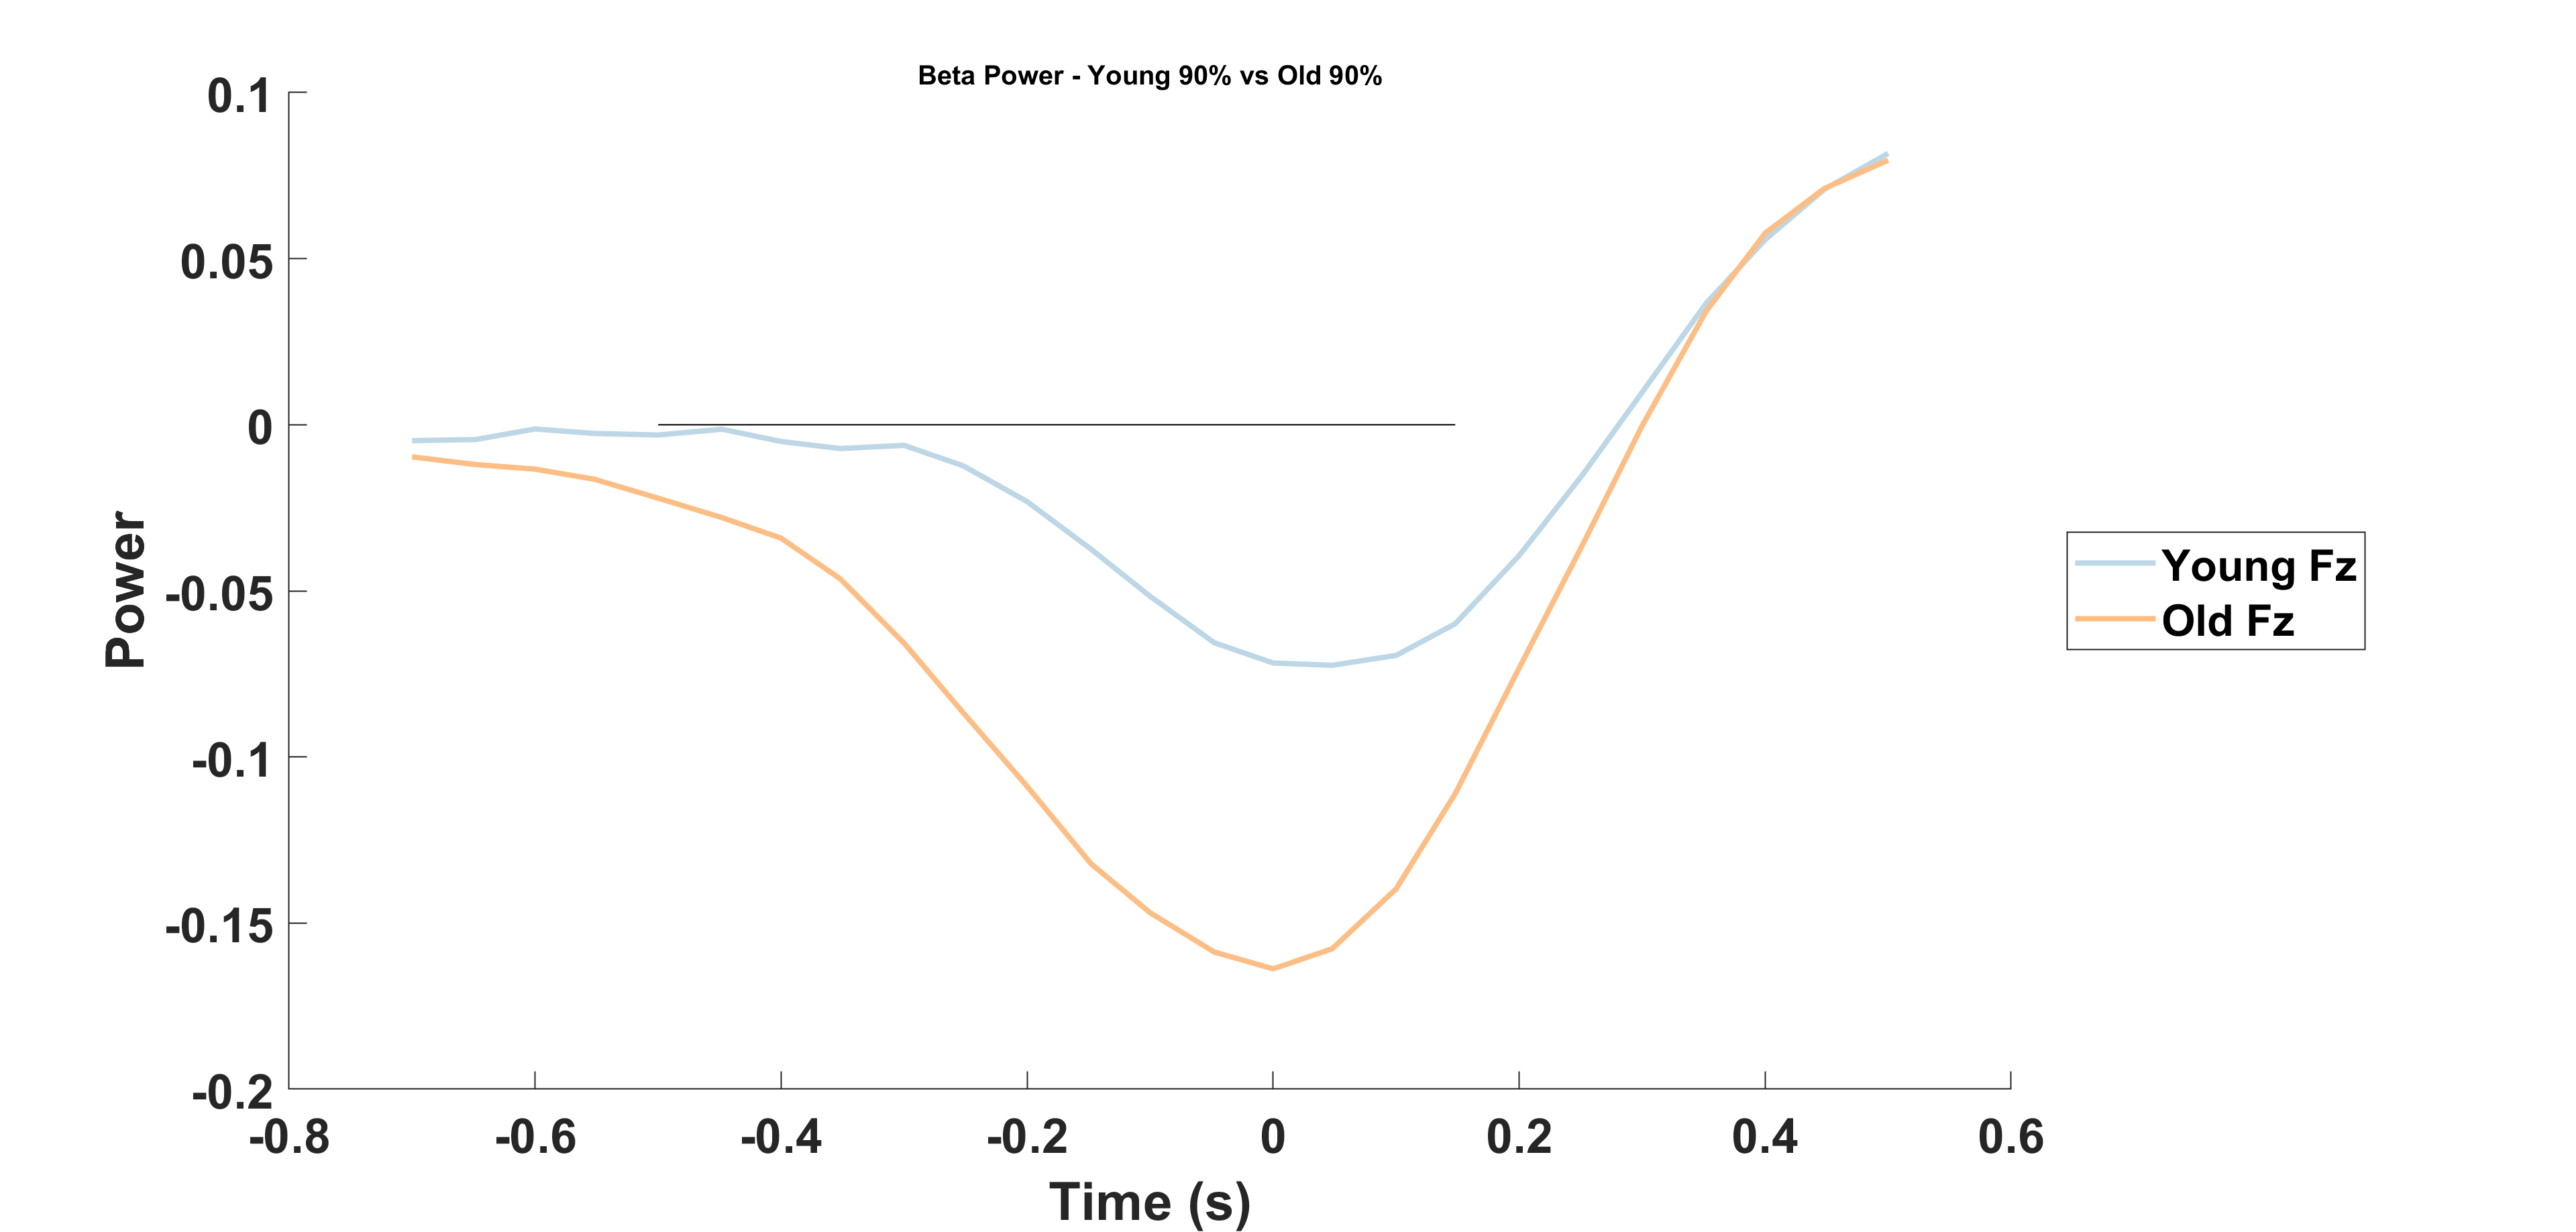 Beta Power - Young 90% vs Old 90%
0.1
0.05
0
-0.05
-0.1
-0.15
-0.2
Power
-0.8 -0.6 -0.4 -0.2 0 0.2 0.4 0.6
Time (s)
Young Fz
Old Fz